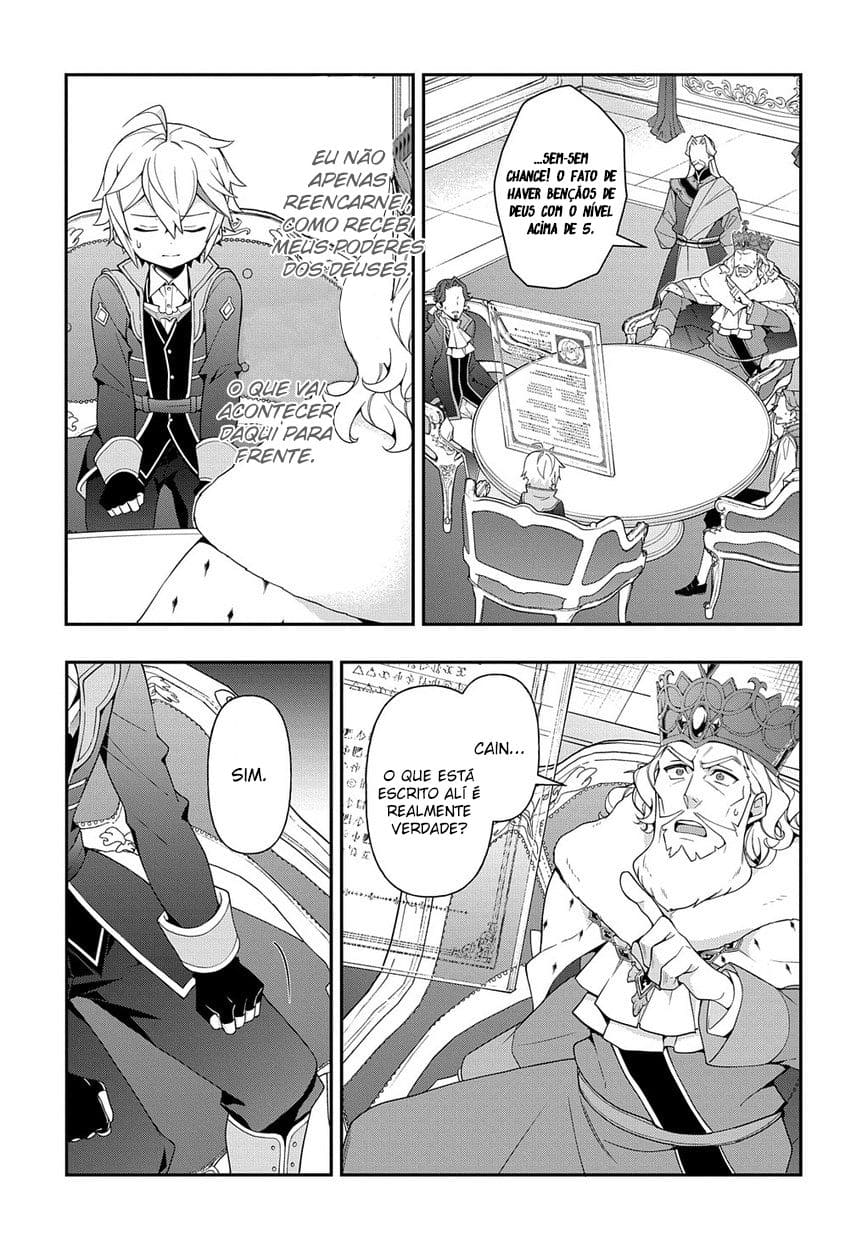 ...SEM-SEM
CHANCE! O FATO DE
HAVER BENÇÃOS DE
DEUS COM O NÍVEL
ACIMA DE 5.
EU NÃO
APENAS
REENCARNEI,
COMO RECEBI
MEUS PODERES
DOS DEUSES.
O QUE VAI
ACONTECER
DAQUI PARA
FRENTE.
CAIN...
O QUE ESTÁ
ESCRITO ALÍ É
REALMENTE
VERDADE?
SIM.